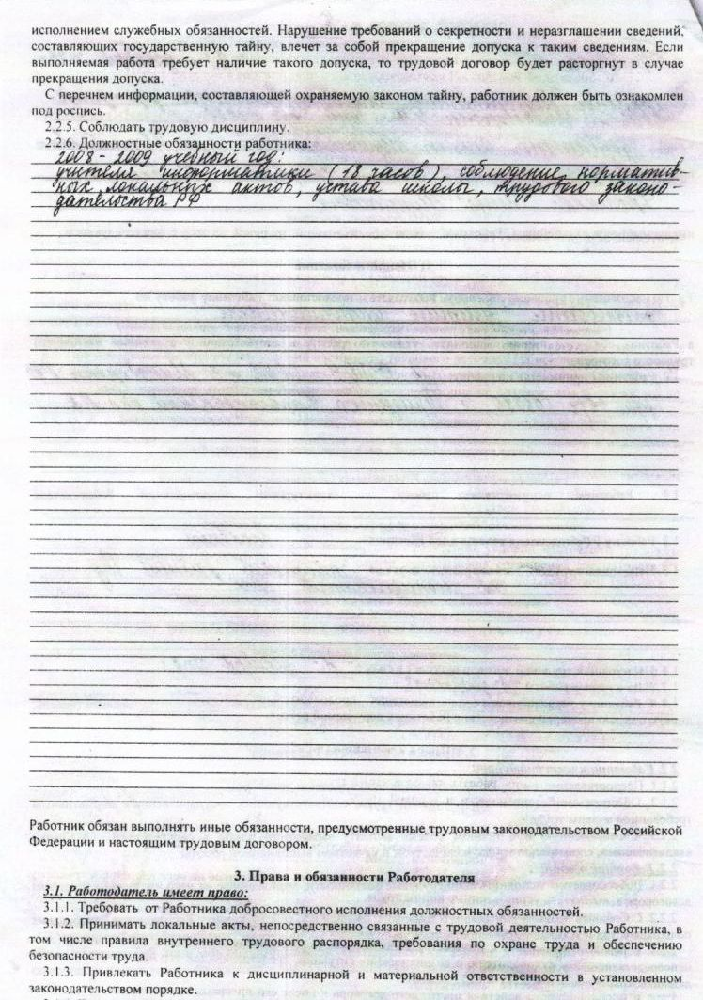 исполнением служебных обязанностей. Нарушение требований о секретности и неразглашении сведений,
составляющих государственную тайну, влечет за собой прекращение допуска к таким сведениям. Если
выполняемая работа требует наличие такого допуска, то трудовой договор будет расторгнут в случае
прекращения допуска.
С перечнем информации, составляющей охраняемую законом тайну, работник должен быть ознакомлен
под роспись.
2.2.5. Соблюдать трудовую дисциплину.
2.2.6. Должностные обязанности работника:
2008 - 2009 учебный год:
учителя информатики (18 часов), соблюдение норматив-
ных локальных актов, устава школы, трудового законо-
дательства РФ
Работник обязан выполнять иные обязанности, предусмотренные трудовым законодательством Российской
Федерации и настоящим трудовым договором.
3. Права и обязанности Работодателя
3.1. Работодатель имеет право:
3.1.1. Требовать от Работника добросовестного исполнения должностных обязанностей.
3.1.2. Принимать локальные акты, непосредственно связанные с трудовой деятельностью Работника, в
том числе правила внутреннего трудового распорядка, требования по охране труда и обеспечению
безопасности труда.
3.1.3. Привлекать Работника к дисциплинарной и материальной ответственности в установленном
законодательством порядке.